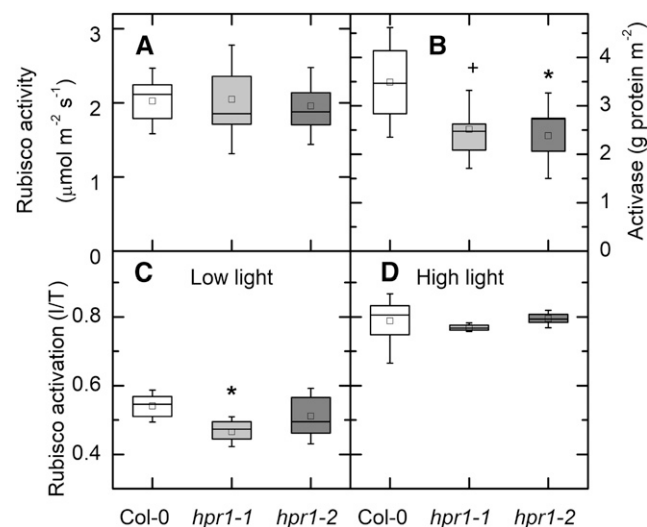 A
B
Rubisco activity
(μmol m⁻² s⁻¹)
3
2
1
0
+
*
4
3
2
1
0
Activase (g protein m⁻²)
C Low light
D High light
Rubisco activation (I/T)
0.8
0.6
0.4
*
Col-0 hpr1-1 hpr1-2 Col-0 hpr1-1 hpr1-2